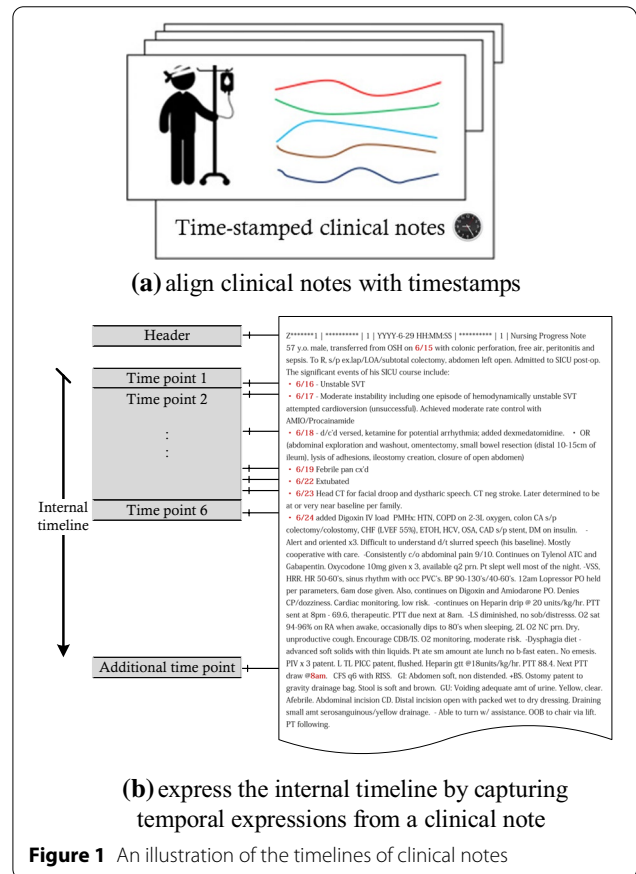 Time-stamped clinical notes
(a) align clinical notes with timestamps
Header
Time point 1
Time point 2
:
:
Time point 6
Internal
timeline
Additional time point
Z*******1 | ********** | 1 | YYYY-6-29 HH:MM:SS | ********** | 1 | Nursing Progress Note
57 y.o. male, transferred from OSH on 6/15 with colonic perforation, free air, peritonitis and
sepsis. To R. s/p ex.lap/LOA/subtotal colectomy, abdomen left open. Admitted to SICU post-op.
The significant events of his SICU course include:
• 6/16 - Unstable SVT
• 6/17 - Moderate instability including one episode of hemodynamically unstable SVT
attempted cardioversion (unsuccessful). Achieved moderate rate control with
AMIO/Procainamide
• 6/18 - d/c'd versed, ketamine for potential arrhythmia; added dexmedatomidine. • OR
(abdominal exploration and washout, omentectomy, small bowel resection (distal 10-15cm of
ileum), lysis of adhesions, ileostomy creation, closure of open abdomen)
• 6/19 Febrile pan cx'd
• 6/22 Extubated
• 6/23 Head CT for facial droop and dystharic speech. CT neg stroke. Later determined to be
at or very near baseline per family.
• 6/24 added Digoxin IV load PMHx: HTN, COPD on 2-3L oxygen, colon CA s/p
colectomy/colostomy, CHF (LVEF 55%), ETOH, HCV, OSA, CAD s/p stent, DM on insulin. -
Alert and oriented x3. Difficult to understand d/t slurred speech (his baseline). Mostly
cooperative with care. -Consistently c/o abdominal pain 9/10. Continues on Tylenol ATC and
Gabapentin. Oxycodone 10mg given x 3, available q2 prn. Pt slept well most of the night. -VSS,
HRR. HR 50-60's, sinus rhythm with occ PVC's. BP 90-130's/40-60's. 12am Lopressor PO held
per parameters, 6am dose given. Also, continues on Digoxin and Amiodarone PO. Denies
CP/dozziness. Cardiac monitoring, low risk. -continues on Heparin drip @ 20 units/kg/hr. PTT
sent at 8pm - 69.6, therapeutic. PTT due next at 8am. -LS diminished, no sob/distresss. O2 sat
94-96% on RA when awake, occasionally dips to 80's when sleeping, 2L O2 NC prn. Dry,
unproductive cough. Encourage CDB/IS. O2 monitoring, moderate risk. -Dysphagia diet -
advanced soft solids with thin liquids. Pt ate sm amount ate lunch no b-fast eaten.. No emesis.
PIV x 3 patent. L TL PICC patent, flushed. Heparin gtt @18units/kg/hr. PTT 88.4. Next PTT
draw @8am. CFS q6 with RISS. GI: Abdomen soft, non distended. +BS. Ostomy patent to
gravity drainage bag. Stool is soft and brown. GU: Voiding adequate amt of urine. Yellow, clear.
Afebrile. Abdominal incision CD. Distal incision open with packed wet to dry dressing. Draining
small amt serosanguinous/yellow drainage. - Able to turn w/ assistance. OOB to chair via lift.
PT following.
(b) express the internal timeline by capturing
temporal expressions from a clinical note
Figure 1 An illustration of the timelines of clinical notes